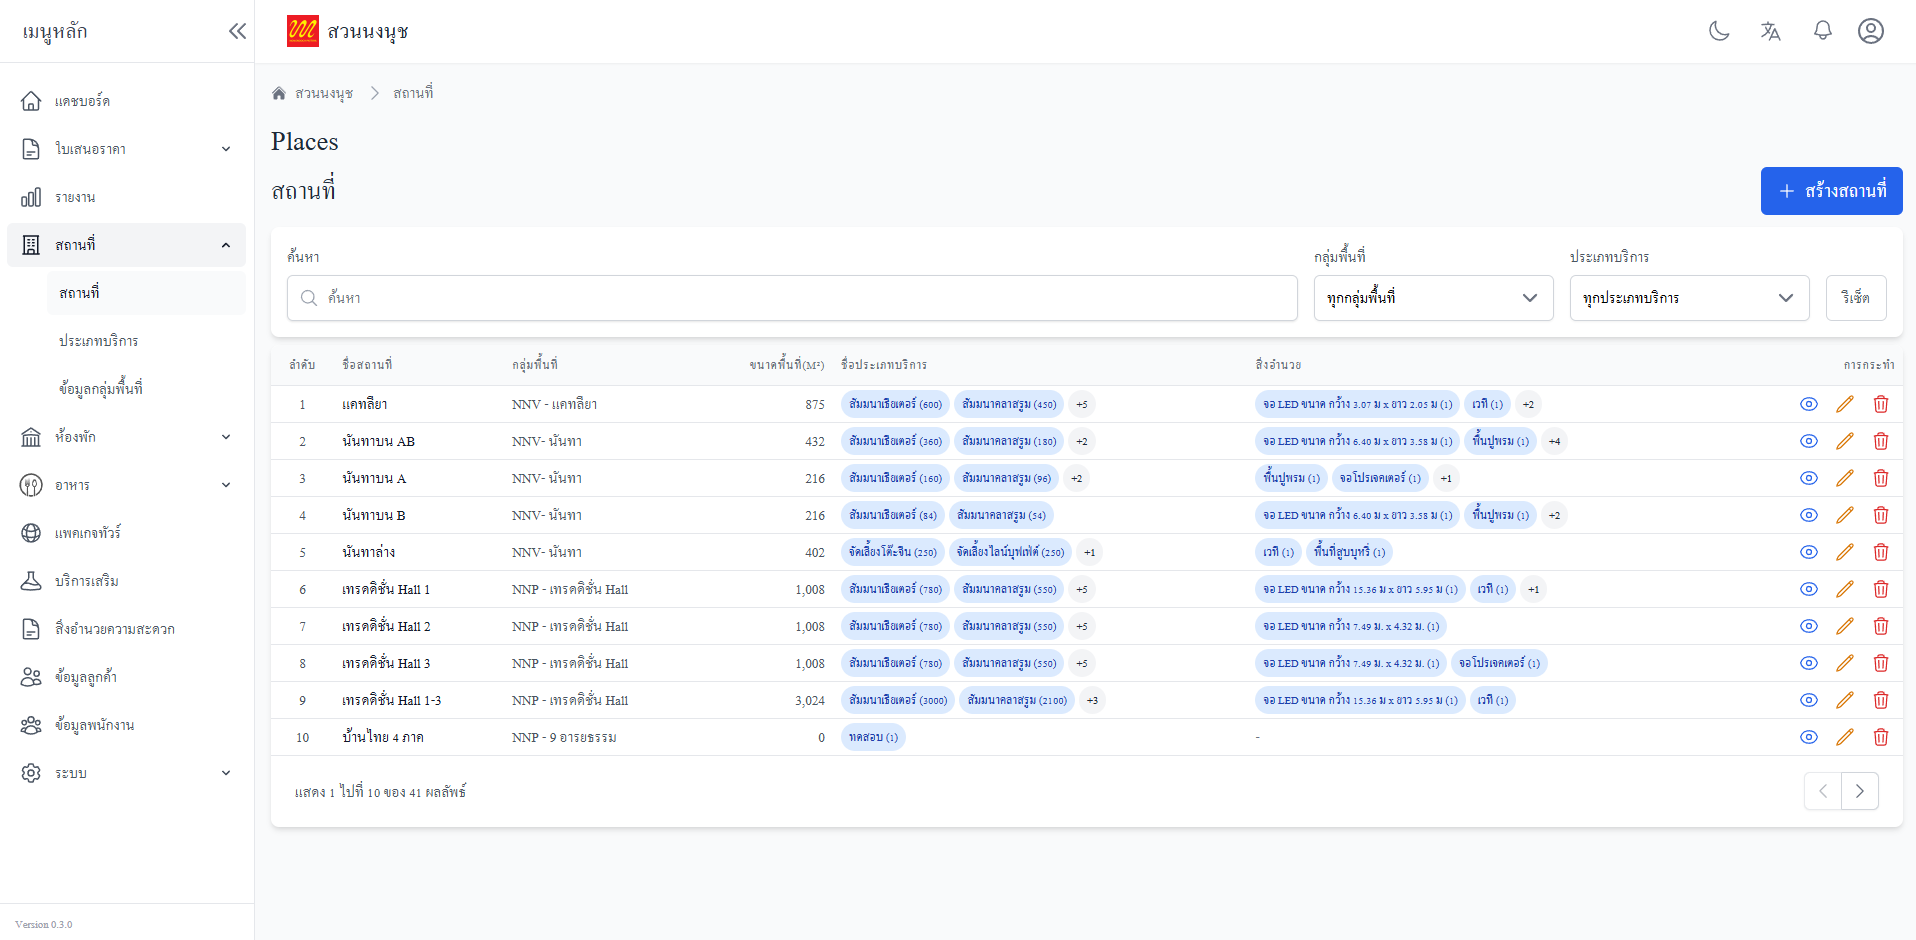 เมนูหลัก
สวนนงนุช
แดชบอร์ด
ใบเสนอราคา
รายงาน
สถานที่
สถานที่
ประเภทบริการ
ข้อมูลกลุ่มพื้นที่
ห้องพัก
อาหาร
แพคเกจทัวร์
บริการเสริม
สิ่งอำนวยความสะดวก
ข้อมูลลูกค้า
ข้อมูลพนักงาน
ระบบ
Version 0.3.0
สวนนงนุช สถานที่
Places
สถานที่
สร้างสถานที่
ค้นหา กลุ่มพื้นที่ ประเภทบริการ
ค้นหา ทุกกลุ่มพื้นที่ ทุกประเภทบริการ รีเซ็ต
ลำดับ ชื่อสถานที่ กลุ่มพื้นที่ ขนาดพื้นที่(M²) ชื่อประเภทบริการ สิ่งอำนวย การกระทำ
1 แคทลียา NNV - แคทลียา 875 สัมมนาเธียเตอร์ (600) สัมมนาคลาสรูม (450) +5 จอ LED ขนาด กว้าง 3.07 ม x ยาว 2.05 ม (1) เวที (1) +2
2 นันทาบน AB NNV- นันทา 432 สัมมนาเธียเตอร์ (360) สัมมนาคลาสรูม (180) +2 จอ LED ขนาด กว้าง 6.40 ม x ยาว 3.58 ม (1) พื้นปูพรม (1) +4
3 นันทาบน A NNV- นันทา 216 สัมมนาเธียเตอร์ (160) สัมมนาคลาสรูม (96) +2 พื้นปูพรม (1) จอโปรเจคเตอร์ (1) +1
4 นันทาบน B NNV- นันทา 216 สัมมนาเธียเตอร์ (84) สัมมนาคลาสรูม (54) จอ LED ขนาด กว้าง 6.40 ม x ยาว 3.58 ม (1) พื้นปูพรม (1) +2
5 นันทาล่าง NNV- นันทา 402 จัดเลี้ยงโต๊ะจีน (250) จัดเลี้ยงไลน์บุฟเฟ่ต์ (250) +1 เวที (1) พื้นที่สูบบุหรี่ (1)
6 เทรดดิชั่น Hall 1 NNP - เทรดดิชั่น Hall 1,008 สัมมนาเธียเตอร์ (780) สัมมนาคลาสรูม (550) +5 จอ LED ขนาด กว้าง 15.36 ม x ยาว 5.95 ม (1) เวที (1) +1
7 เทรดดิชั่น Hall 2 NNP - เทรดดิชั่น Hall 1,008 สัมมนาเธียเตอร์ (780) สัมมนาคลาสรูม (550) +5 จอ LED ขนาด กว้าง 7.49 ม. x 4.32 ม. (1)
8 เทรดดิชั่น Hall 3 NNP - เทรดดิชั่น Hall 1,008 สัมมนาเธียเตอร์ (780) สัมมนาคลาสรูม (550) +5 จอ LED ขนาด กว้าง 7.49 ม. x 4.32 ม. (1) จอโปรเจคเตอร์ (1)
9 เทรดดิชั่น Hall 1-3 NNP - เทรดดิชั่น Hall 3,024 สัมมนาเธียเตอร์ (3000) สัมมนาคลาสรูม (2100) +3 จอ LED ขนาด กว้าง 15.36 ม x ยาว 5.95 ม (1) เวที (1)
10 บ้านไทย 4 ภาค NNP - 9 อารยธรรม 0 ทดสอบ (1) -
แสดง 1 ไปที่ 10 ของ 41 ผลลัพธ์